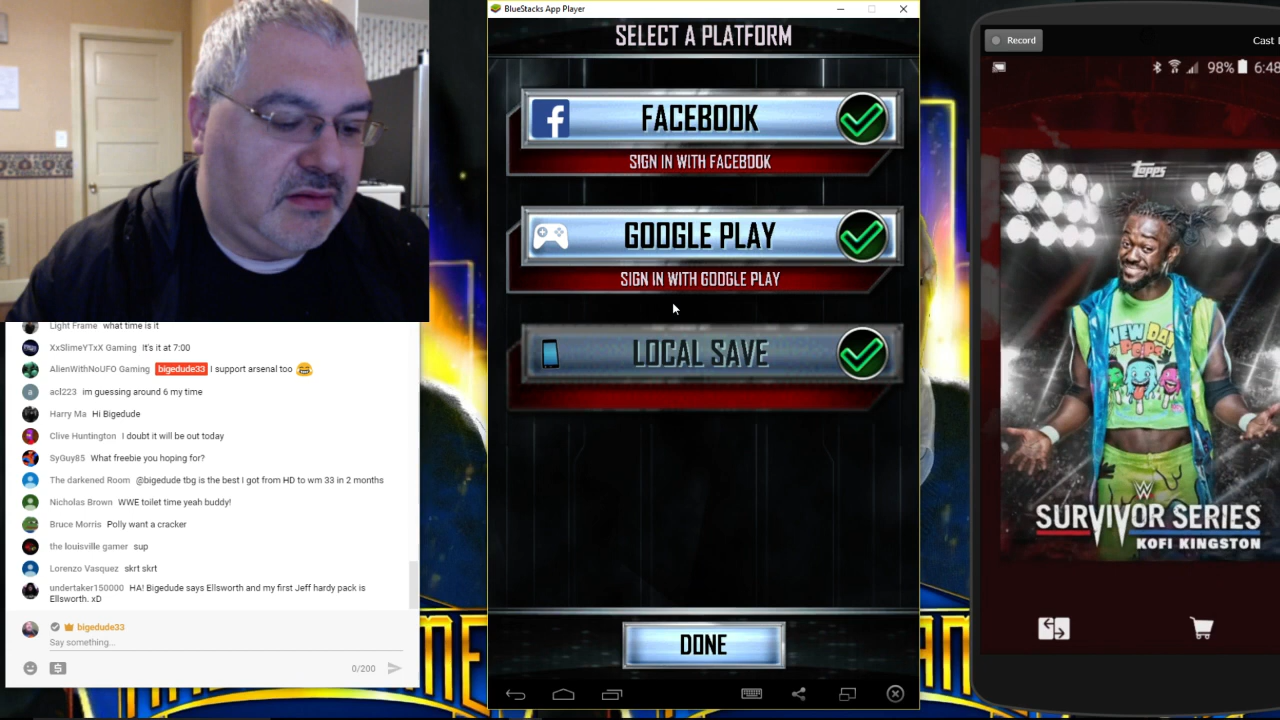 BlueStacks App Player
SELECT A PLATFORM
FACEBOOK
SIGN IN WITH FACEBOOK
GOOGLE PLAY
SIGN IN WITH GOOGLE PLAY
LOCAL SAVE
DONE
Record
Cast
98% 6:48
Topps
NEW DAY
POPS
W
SURVIVOR SERIES
KOFI KINGSTON
Light Frame what time is it
XxSlimeYTxX Gaming It's it at 7:00
AlienWithNoUFO Gaming bigedude33 I support arsenal too
a acl223 im guessing around 6 my time
Harry Ma Hi Bigedude
Clive Huntington I doubt it will be out today
SyGuy85 What freebie you hoping for?
The darkened Room @bigedude tbg is the best I got from HD to wm 33 in 2 months
Nicholas Brown WWE toilet time yeah buddy!
Bruce Morris Polly want a cracker
the louisville gamer sup
Lorenzo Vasquez skrt skrt
undertaker150000 HA! Bigedude says Ellsworth and my first Jeff hardy pack is
Ellsworth. xD
bigedude33
Say something...
0/200